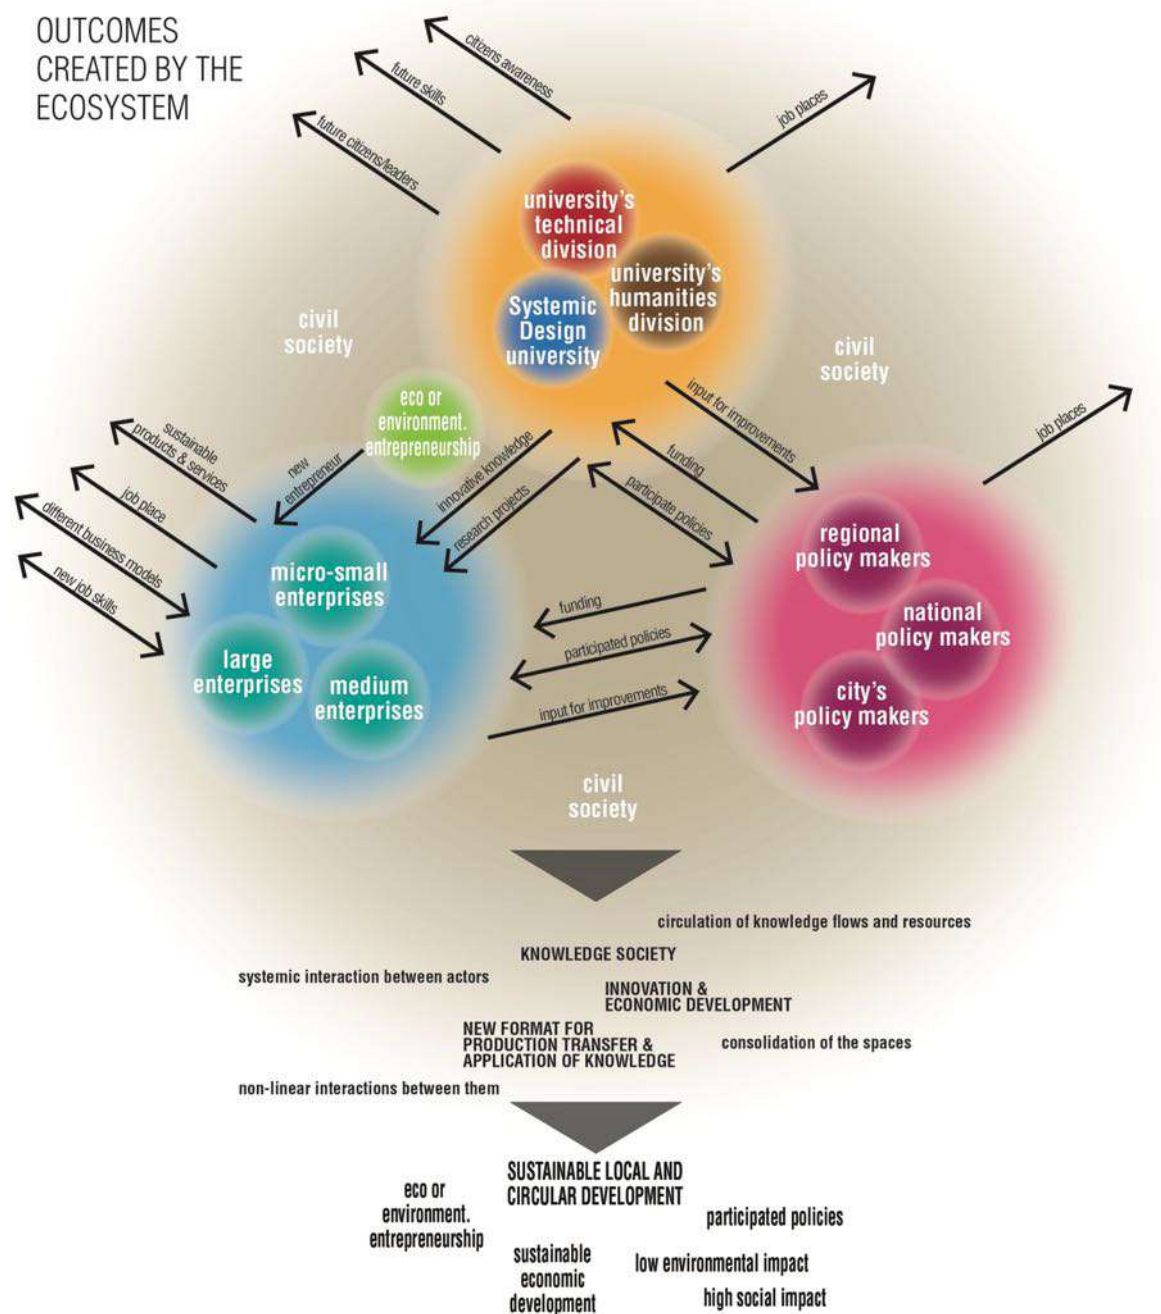 OUTCOMES
CREATED BY THE
ECOSYSTEM
citizens awareness
future skills
future citizens/leaders
job places
university's
technical
division
university's
humanities
division
Systemic
Design
university
civil
society
civil
society
eco or
environment.
entrepreneurship
input for improvements
job places
sustainable
products & services
new
entrepreneur
innovative knowledge
research projects
funding
participate policies
job place
different business models
new job skills
regional
policy makers
micro-small
enterprises
funding
national
policy makers
participated policies
large
enterprises
medium
enterprises
city's
policy makers
input for improvements
civil
society
circulation of knowledge flows and resources
KNOWLEDGE SOCIETY
systemic interaction between actors
INNOVATION &
ECONOMIC DEVELOPMENT
NEW FORMAT FOR
PRODUCTION TRANSFER &
APPLICATION OF KNOWLEDGE
consolidation of the spaces
non-linear interactions between them
SUSTAINABLE LOCAL AND
CIRCULAR DEVELOPMENT
eco or
environment.
entrepreneurship
participated policies
sustainable
economic
development
low environmental impact
high social impact